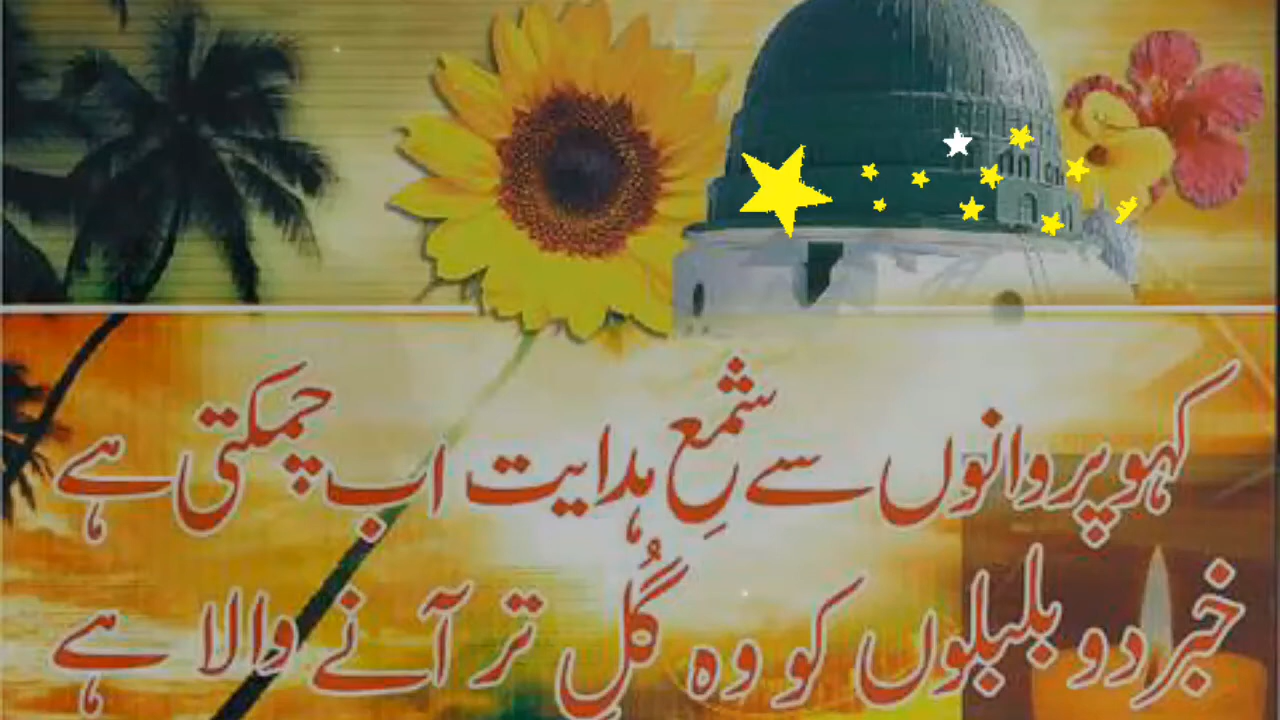 کہو پروانوں سے شمعِ ہدایت اب چمکتی ہے
خبر دو بلبلوں کو وہ گُلِ تر آنے والا ہے